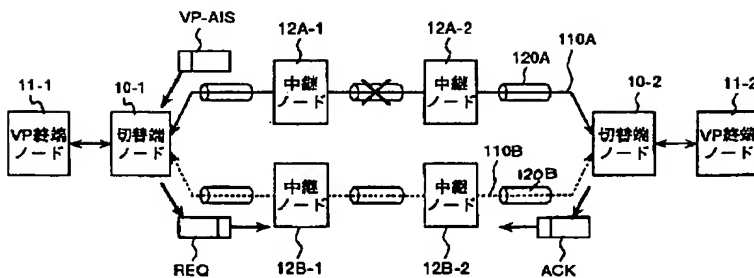 VP-AIS
12A-1
12A-2
120A
110A
11-1
10-1
10-2
11-2
VP終端
ノード
切替端
ノード
中継
ノード
中継
ノード
切替端
ノード
VP終端
ノード
110B
120B
中継
ノード
中継
ノード
REQ
12B-1
12B-2
ACK